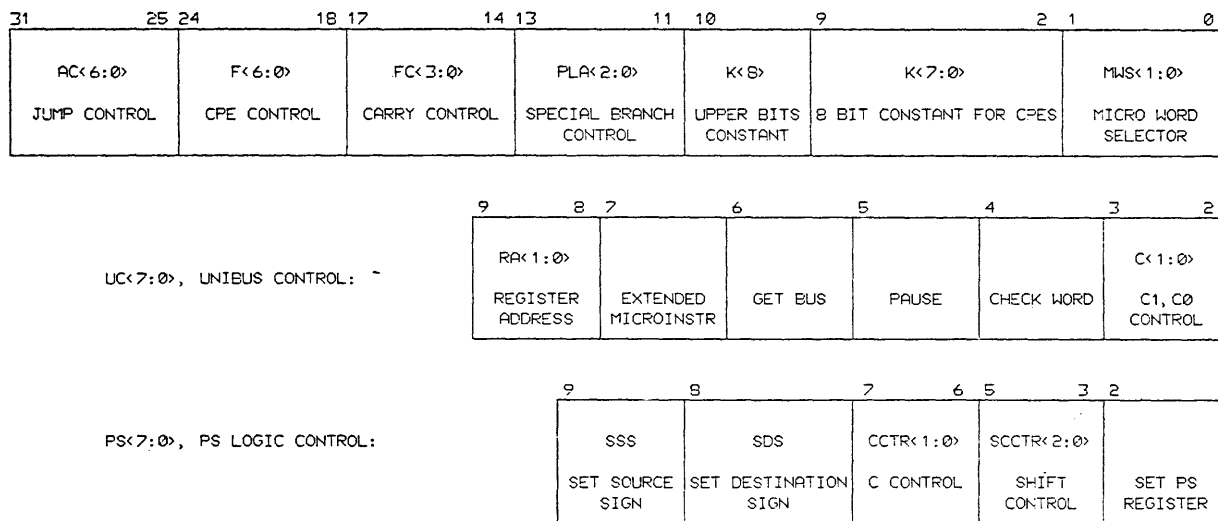 31 25 24 18 17 14 13 11 10 9 2 1 0
AC<6:0> F<6:0> FC<3:0> PLA<2:0> K<8> K<7:0> MWS<1:0>
JUMP CONTROL CPE CONTROL CARRY CONTROL SPECIAL BRANCH UPPER BITS 8 BIT CONSTANT FOR CPES MICRO WORD
CONTROL CONSTANT SELECTOR
9 8 7 6 5 4 3 2
RA<1:0> C<1:0>
UC<7:0>, UNIBUS CONTROL:
REGISTER EXTENDED GET BUS PAUSE CHECK WORD C1,C0
ADDRESS MICROINSTR CONTROL
9 8 7 6 5 3 2
PS<7:0>, PS LOGIC CONTROL: SSS SDS CCTR<1:0> SCCTR<2:0>
SET SOURCE SET DESTINATION C CONTROL SHIFT SET PS
SIGN SIGN CONTROL REGISTER